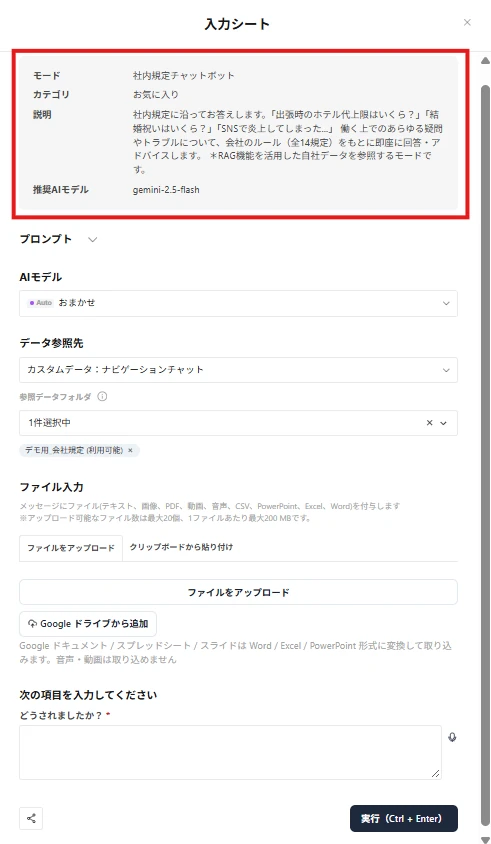 入力シート
モード 社内規定チャットボット
カテゴリ お気に入り
説明 社内規定に沿ってお答えします。「出張時のホテル代上限はいくら？」「結
婚祝いはいくら？」「SNSで炎上してしまった...」 働く上でのあらゆる疑問
やトラブルについて、会社のルール（全14規定）をもとに即座に回答・ア
ドバイスします。 ＊RAG機能を活用した自社データを参照するモードで
す。
推奨AIモデル gemini-2.5-flash
プロンプト
AIモデル
Auto おまかせ
データ参照先
カスタムデータ：ナビゲーションチャット
参照データフォルダ
1件選択中
デモ用_会社規定 (利用可能) ×
ファイル入力
メッセージにファイル(テキスト、画像、PDF、動画、音声、CSV、PowerPoint、Excel、Word)を付与します
※アップロード可能なファイル数は最大20個、1ファイルあたり最大200 MBです。
ファイルをアップロード クリップボードから貼り付け
ファイルをアップロード
Google ドライブから追加
Google ドキュメント / スプレッドシート / スライドは Word / Excel / PowerPoint 形式に変換して取り込
みます。音声・動画は取り込めません
次の項目を入力してください
どうされましたか？ *
実行（Ctrl + Enter）